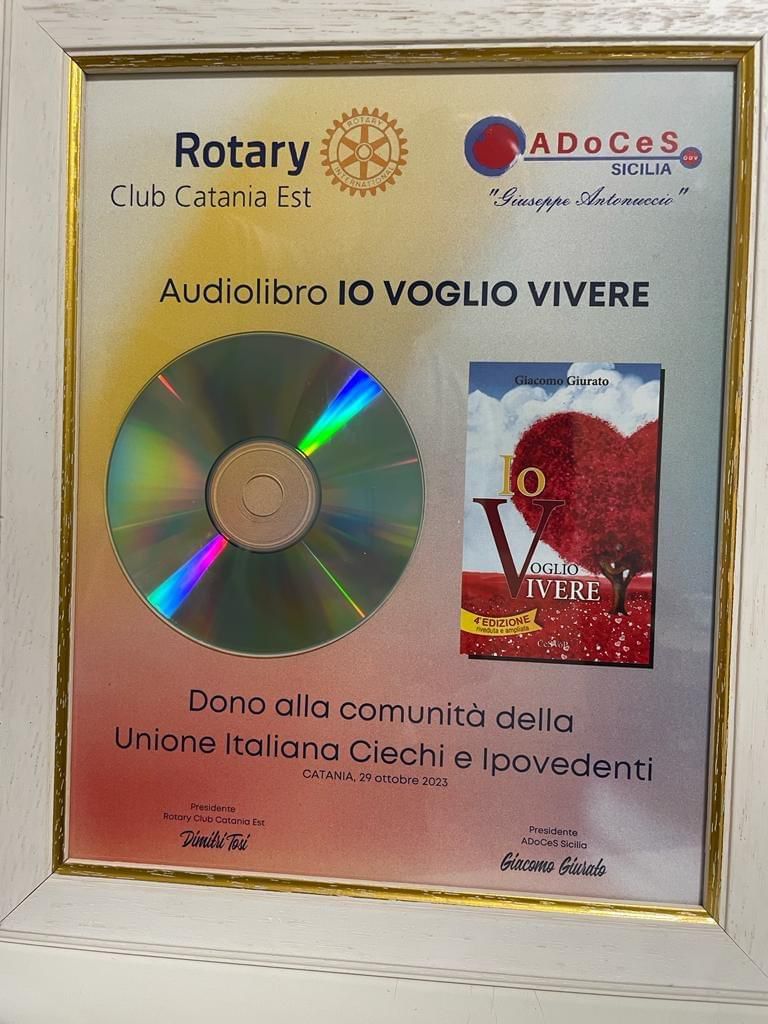 Rotary
ROTARY
INTERNATIONAL
Club Catania Est
ADoCeS
SICILIA
ODV
"Giuseppe Antonuccio"
Audiolibro IO VOGLIO VIVERE
Giacomo Giurato
IO
VOGLIO
VIVERE
4ª EDIZIONE
riveduta e ampliata
Dono alla comunità della
Unione Italiana Ciechi e Ipovedenti
CATANIA, 29 ottobre 2023
Presidente
Rotary Club Catania Est
Dimitri Tosi
Presidente
ADoCeS Sicilia
Giacomo Giurato